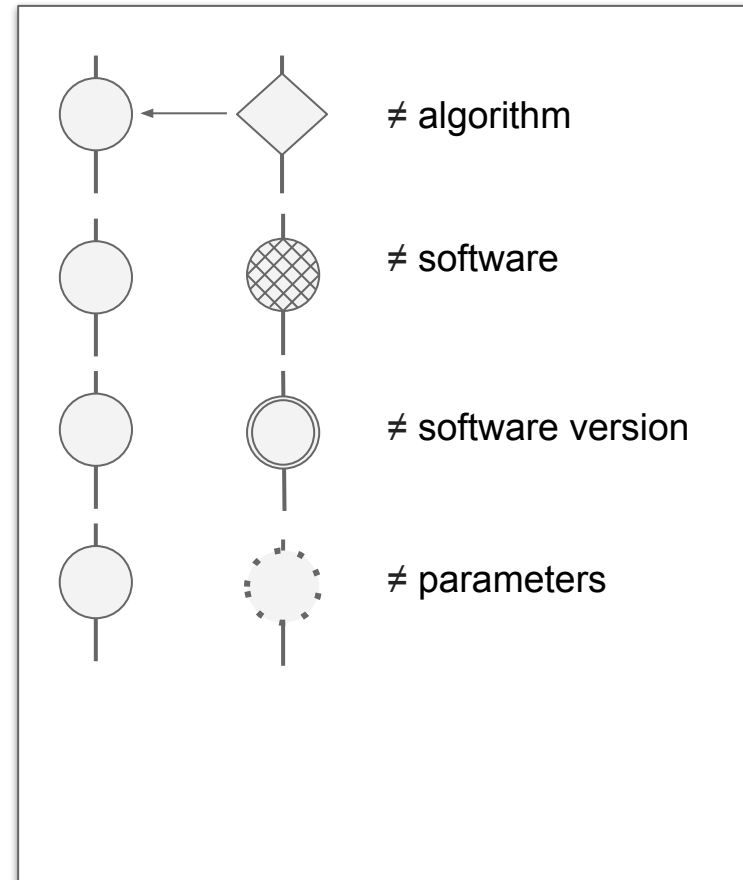 ≠ algorithm
≠ software
≠ software version
≠ parameters